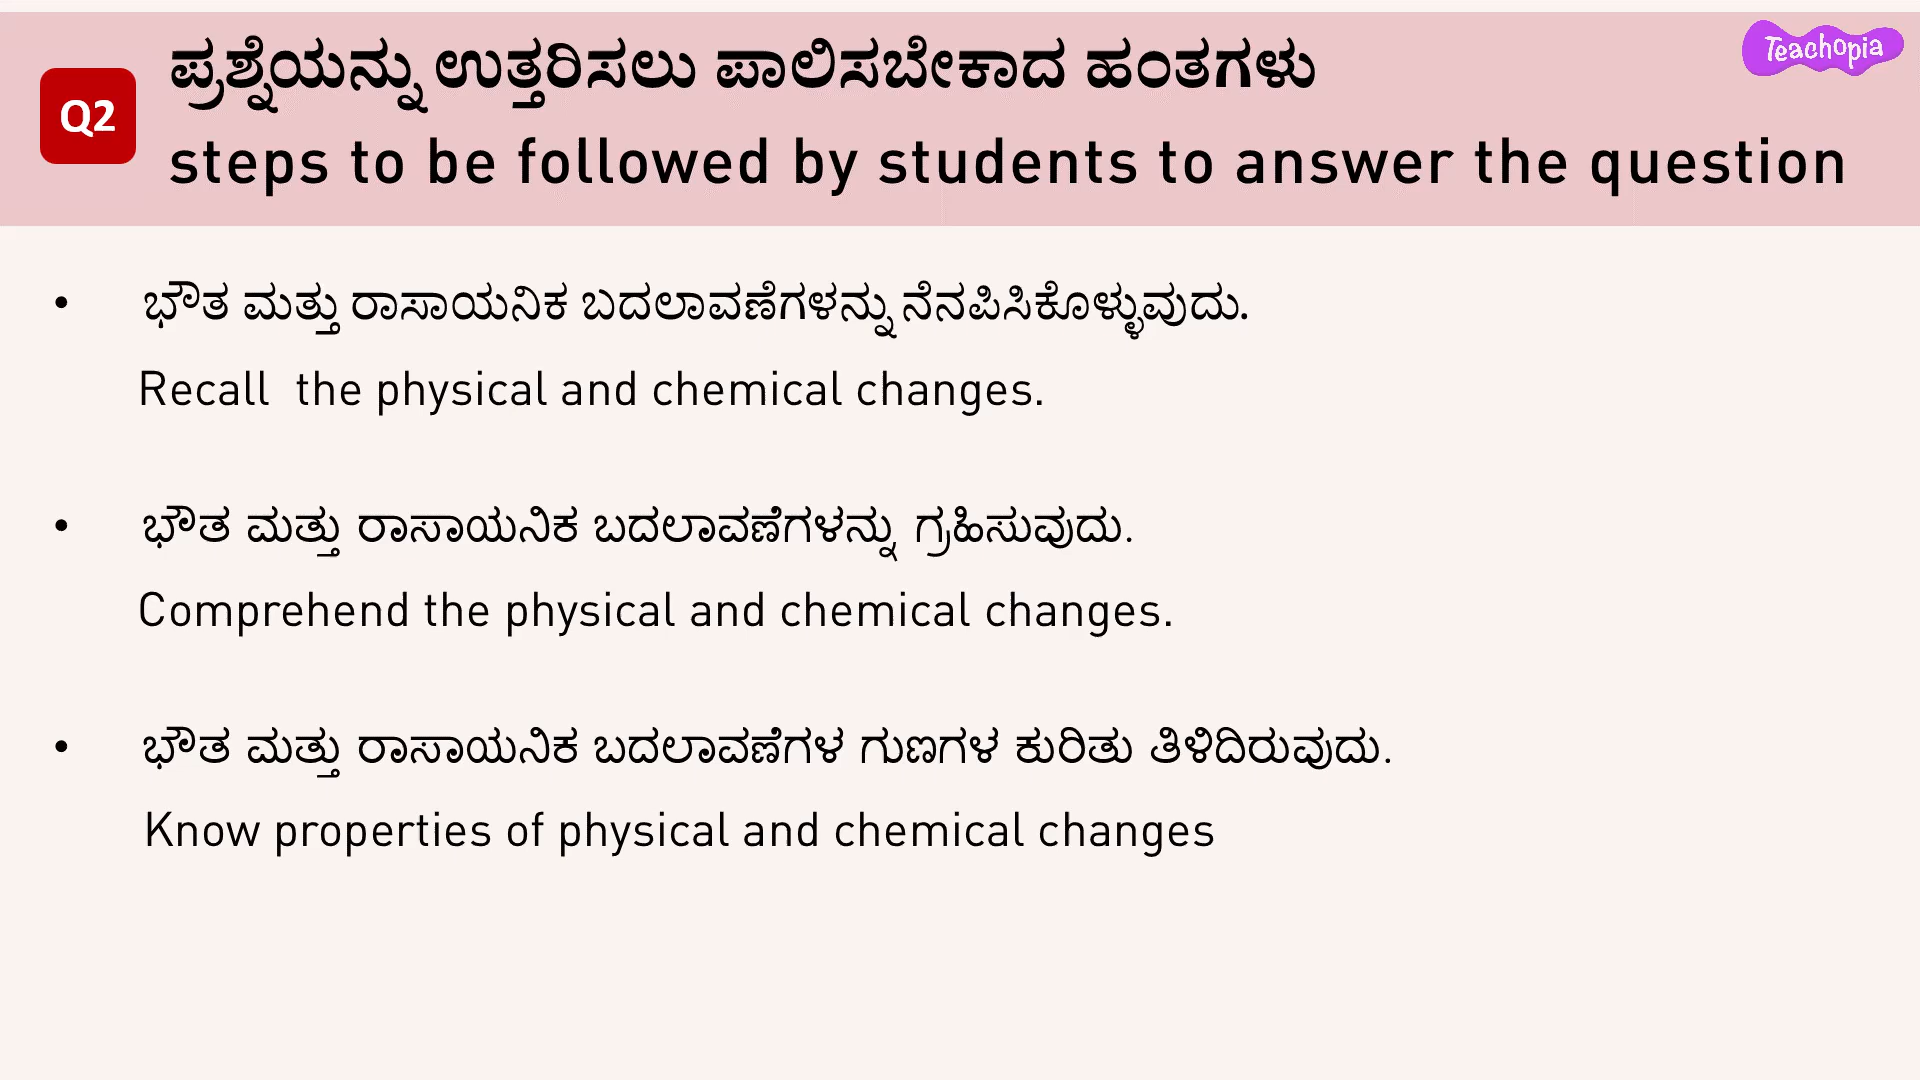 ಪ್ರಶ್ನೆಯನ್ನು ಉತ್ತರಿಸಲು ಪಾಲಿಸಬೇಕಾದ ಹಂತಗಳು
Teachopia
Q2
steps to be followed by students to answer the question
• ಭೌತ ಮತ್ತು ರಾಸಾಯನಿಕ ಬದಲಾವಣೆಗಳನ್ನು ನೆನಪಿಸಿಕೊಳ್ಳುವುದು.
Recall the physical and chemical changes.
• ಭೌತ ಮತ್ತು ರಾಸಾಯನಿಕ ಬದಲಾವಣೆಗಳನ್ನು ಗ್ರಹಿಸುವುದು.
Comprehend the physical and chemical changes.
• ಭೌತ ಮತ್ತು ರಾಸಾಯನಿಕ ಬದಲಾವಣೆಗಳ ಗುಣಗಳ ಕುರಿತು ತಿಳಿದಿರುವುದು.
Know properties of physical and chemical changes